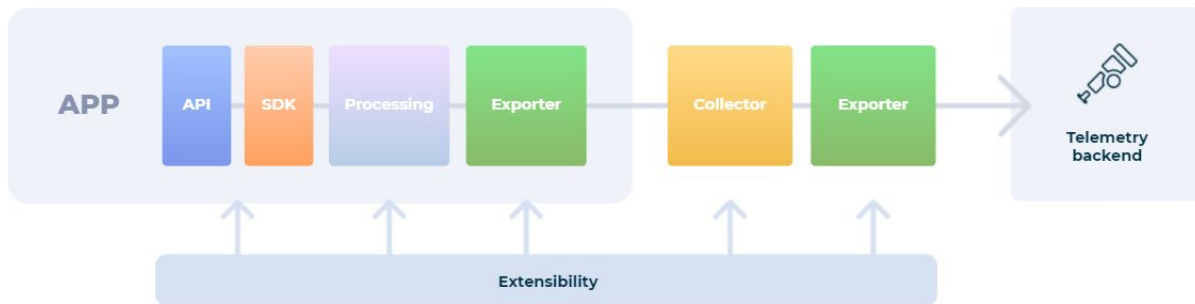 APP
API
SDK
Processing
Exporter
Collector
Exporter
Telemetry
backend
Extensibility